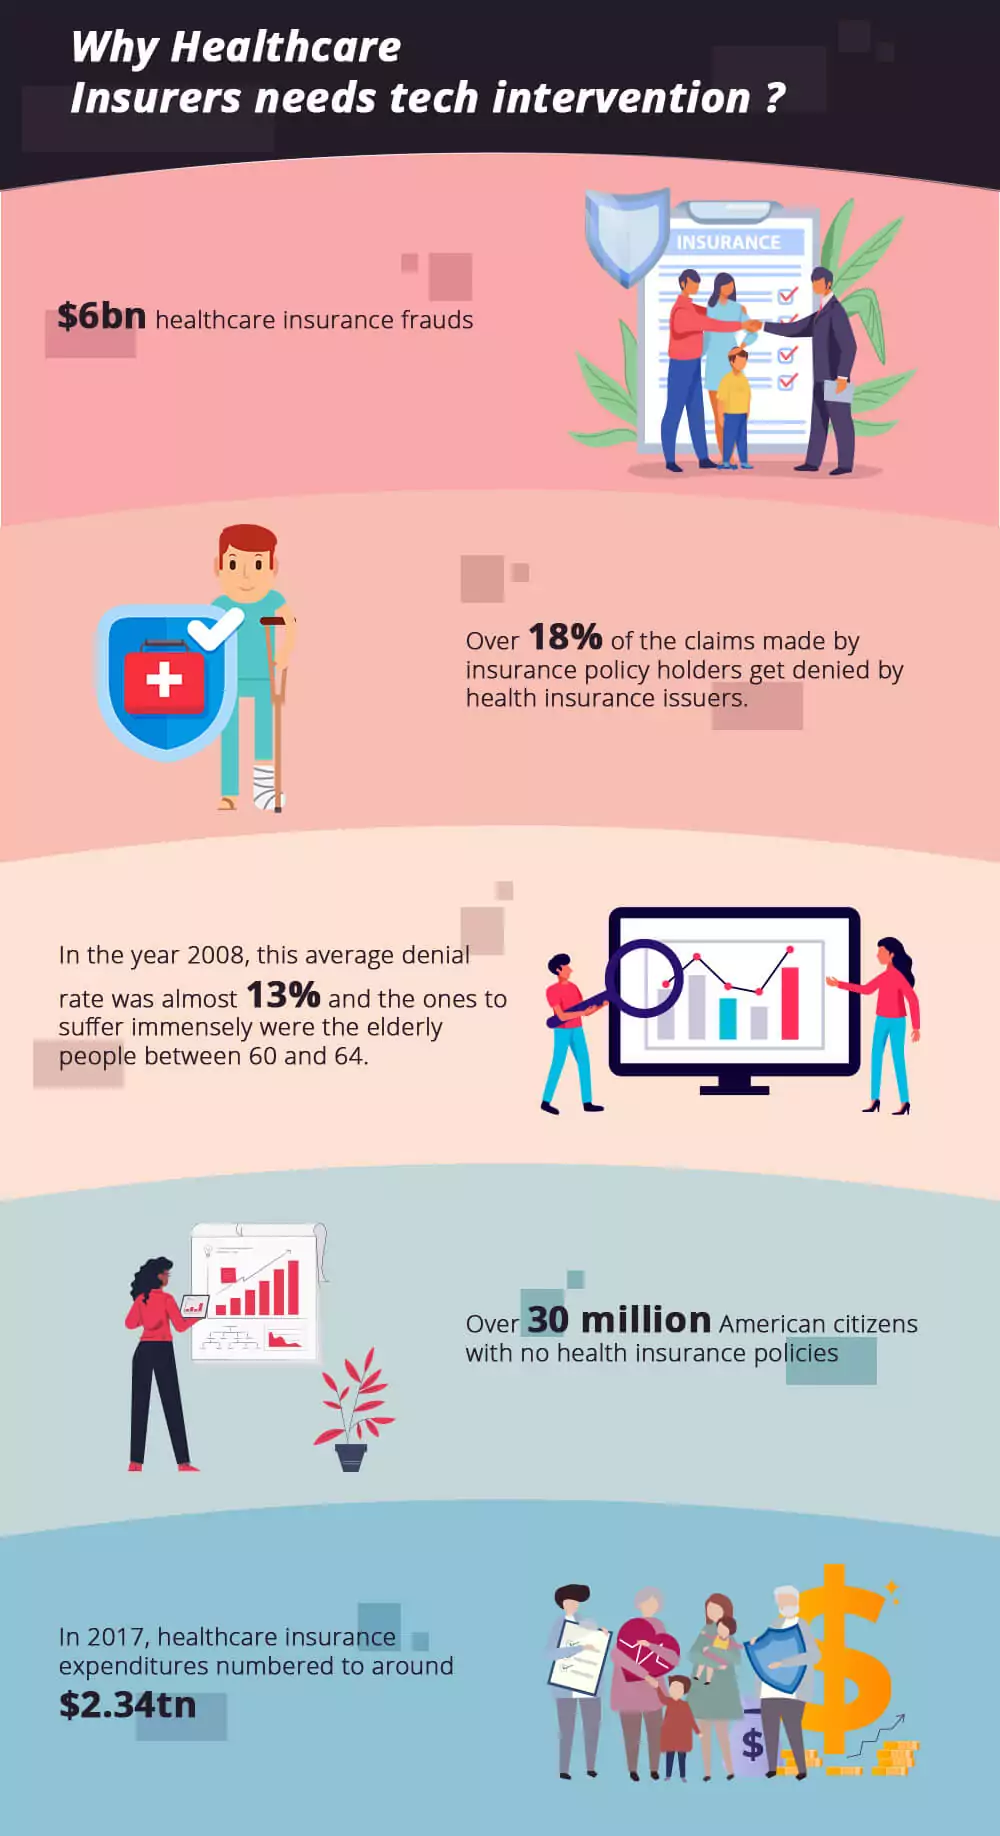 Why Healthcare
Insurers needs tech intervention ?
INSURANCE
$6bn healthcare insurance frauds
Over 18% of the claims made by
insurance policy holders get denied by
health insurance issuers.
In the year 2008, this average denial
rate was almost 13% and the ones to
suffer immensely were the elderly
people between 60 and 64.
Over 30 million American citizens
with no health insurance policies
In 2017, healthcare insurance
expenditures numbered to around
$2.34tn
$
$